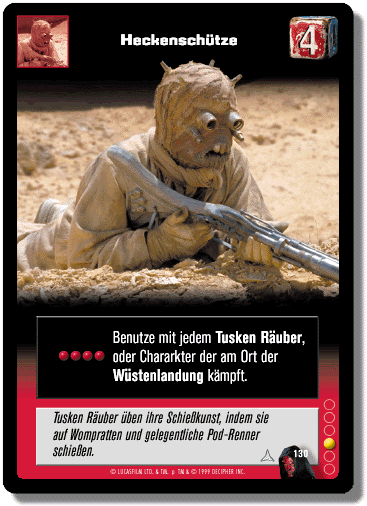 Heckenschütze
4
Benutze mit jedem Tusken Räuber,
oder Chararkter der am Ort der
Wüstenlandung kämpft.
Tusken Räuber üben ihre Schießkunst, indem sie
auf Wompratten und gelegentliche Pod-Renner
schießen.
130
© LUCASFILM LTD. & TM. p TM & © 1999 DECIPHER INC.